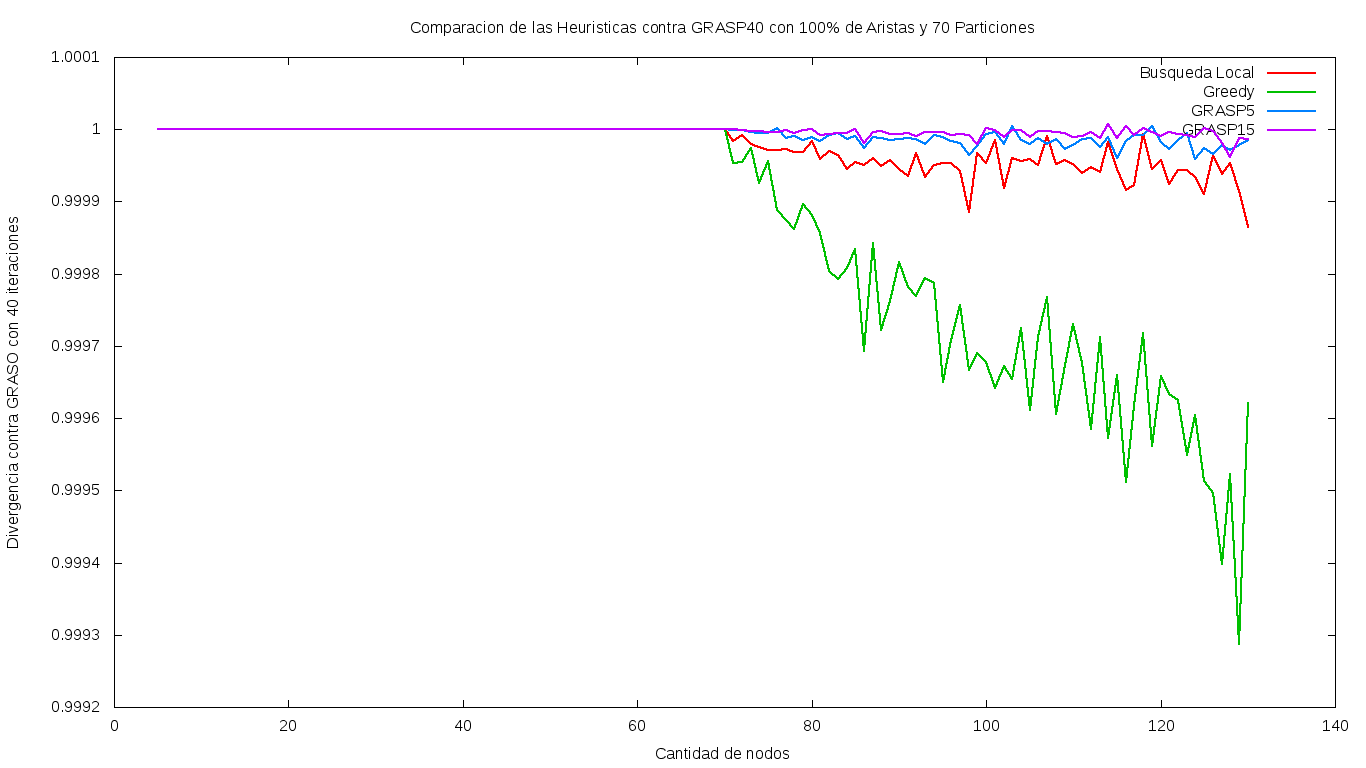 Comparacion de las Heuristicas contra GRASP40 con 100% de Aristas y 70 Particiones
1.0001
1
0.9999
0.9998
0.9997
0.9996
0.9995
0.9994
0.9993
0.9992
Divergencia contra GRASO con 40 iteraciones
Busqueda Local
Greedy
GRASP5
GRASP15
0 20 40 60 80 100 120 140
Cantidad de nodos